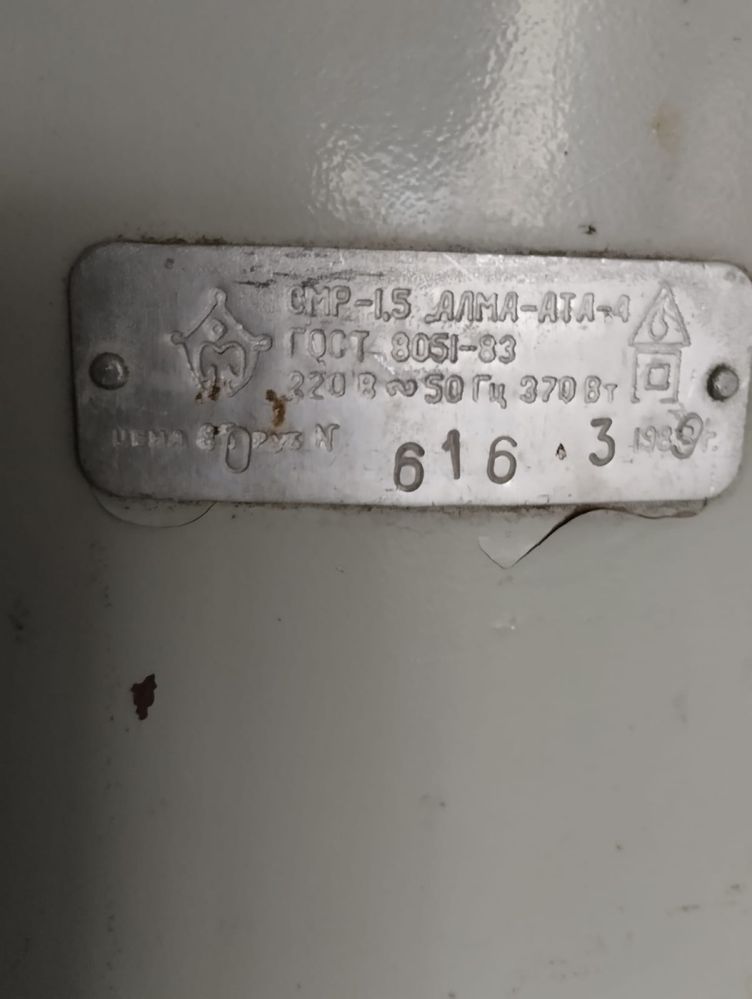 СМР-1,5 АЛМА-АТА-4
ГОСТ 8051-83
220 В ~ 50 Гц 370 Вт
ЦЕНА 80 РУБ N 616 . 3 1989 г.